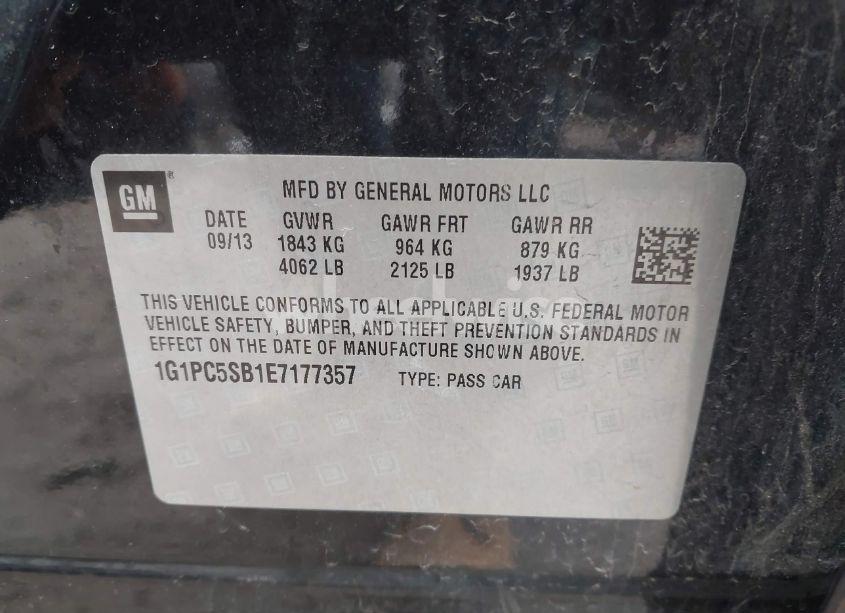 GM®
MFD BY GENERAL MOTORS LLC
DATE GVWR GAWR FRT GAWR RR
09/13 1843 KG 964 KG 879 KG
4062 LB 2125 LB 1937 LB
THIS VEHICLE CONFORMS TO ALL APPLICABLE U.S. FEDERAL MOTOR
VEHICLE SAFETY, BUMPER, AND THEFT PREVENTION STANDARDS IN
EFFECT ON THE DATE OF MANUFACTURE SHOWN ABOVE.
1G1PC5SB1E7177357 TYPE: PASS CAR